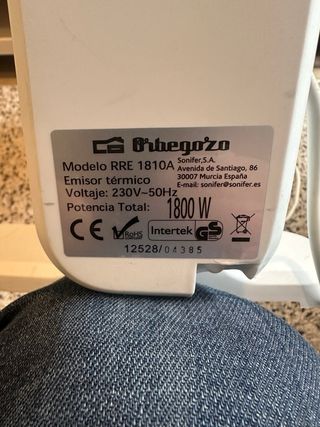 Orbegozo
Modelo RRE 1810A
Emisor térmico
Voltaje: 230V~50Hz
Potencia Total: 1800 W
Sonifer,S.A.
Avenida de Santiago, 86
30007 Murcia España
E-mail: sonifer@sonifer.es
CE RoHS Intertek GS
12528/04385